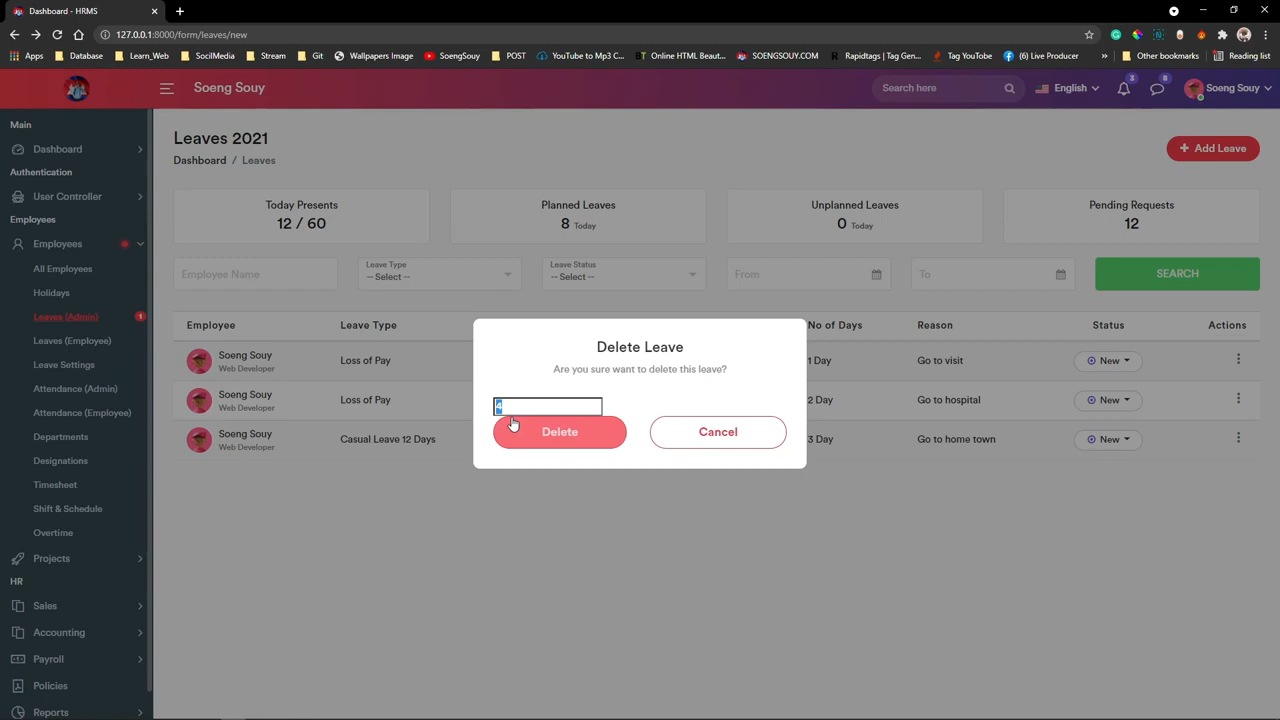 Dashboard - HRMS
127.0.0.1:8000/form/leaves/new
Apps Database Learn_Web SocilMedia Stream Git Wallpapers Image SoengSouy POST YouTube to Mp3 C... Online HTML Beaut... SOENGSOUY.COM Rapidtags | Tag Gen... Tag YouTube (6) Live Producer » Other bookmarks Reading list
Soeng Souy
Search here
English
3
8
Soeng Souy
Main
Dashboard
Authentication
User Controller
Employees
Employees
All Employees
Holidays
Leaves (Admin) 1
Leaves (Employee)
Leave Settings
Attendance (Admin)
Attendance (Employee)
Departments
Designations
Timesheet
Shift & Schedule
Overtime
Projects
HR
Sales
Accounting
Payroll
Policies
Reports
Leaves 2021
Dashboard / Leaves
+ Add Leave
Today Presents
12 / 60
Planned Leaves
8 Today
Unplanned Leaves
0 Today
Pending Requests
12
Employee Name
Leave Type
-- Select --
Leave Status
-- Select --
From
To
SEARCH
Employee Leave Type No of Days Reason Status Actions
Soeng Souy
Web Developer
Loss of Pay 1 Day Go to visit New
Soeng Souy
Web Developer
Loss of Pay 2 Day Go to hospital New
Soeng Souy
Web Developer
Casual Leave 12 Days 3 Day Go to home town New
Delete Leave
Are you sure want to delete this leave?
4
Delete
Cancel